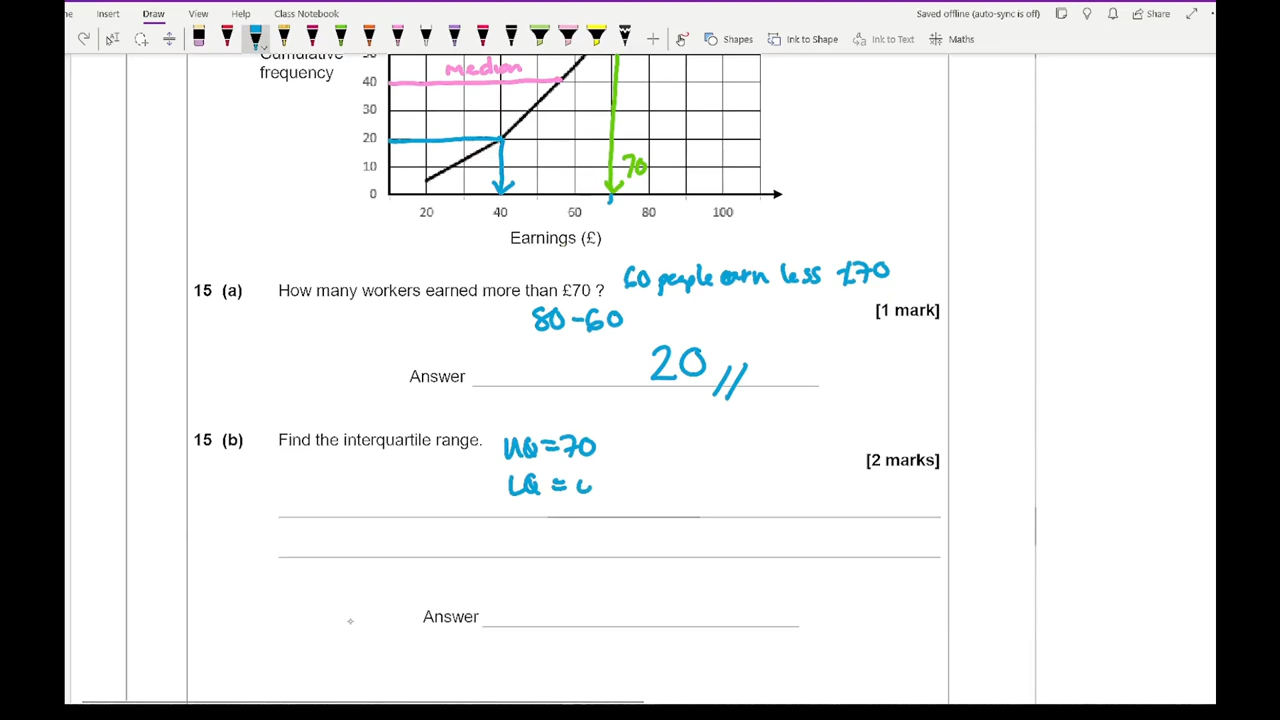 Insert Draw View Help Class Notebook Saved offline (auto-sync is off) Share
Shapes Ink to Shape Ink to Text Maths
frequency
median
40
30
20
10
0
70
20 40 60 80 100
Earnings (£)
60 people earn less £70
15 (a) How many workers earned more than £70 ?
[1 mark]
80-60
Answer 20
15 (b) Find the interquartile range.
UQ=70
[2 marks]
LQ =
Answer